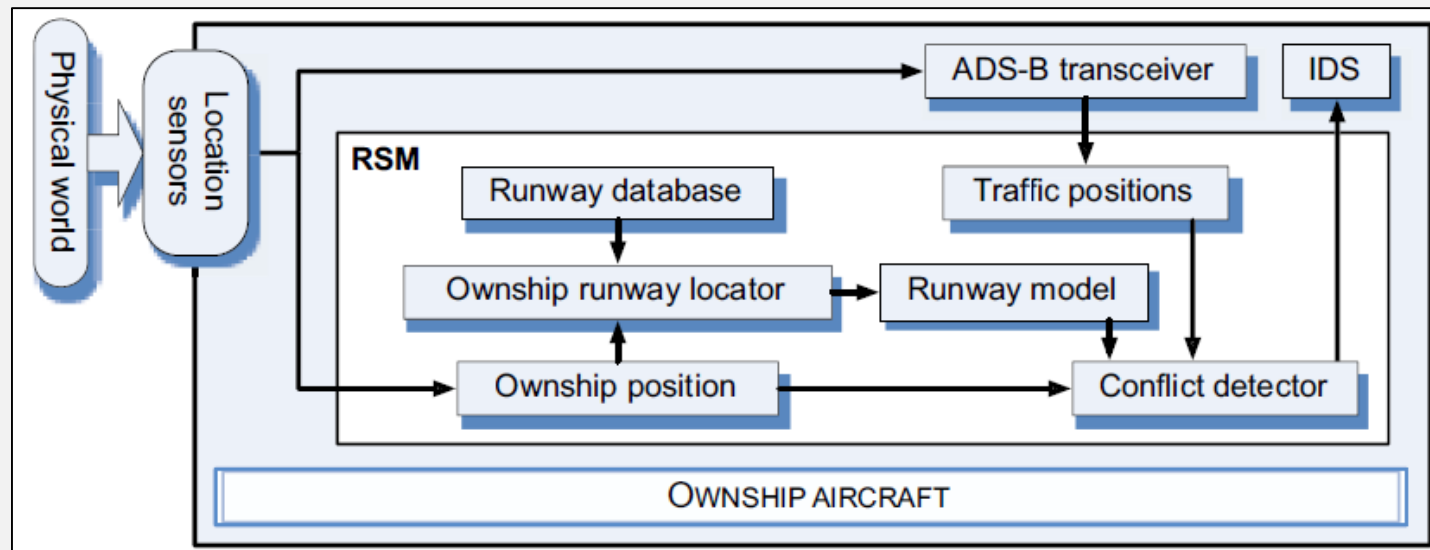 Physical world
Location
sensors
ADS-B transceiver
IDS
RSM
Runway database
Traffic positions
Ownship runway locator
Runway model
Ownship position
Conflict detector
OWNSHIP AIRCRAFT